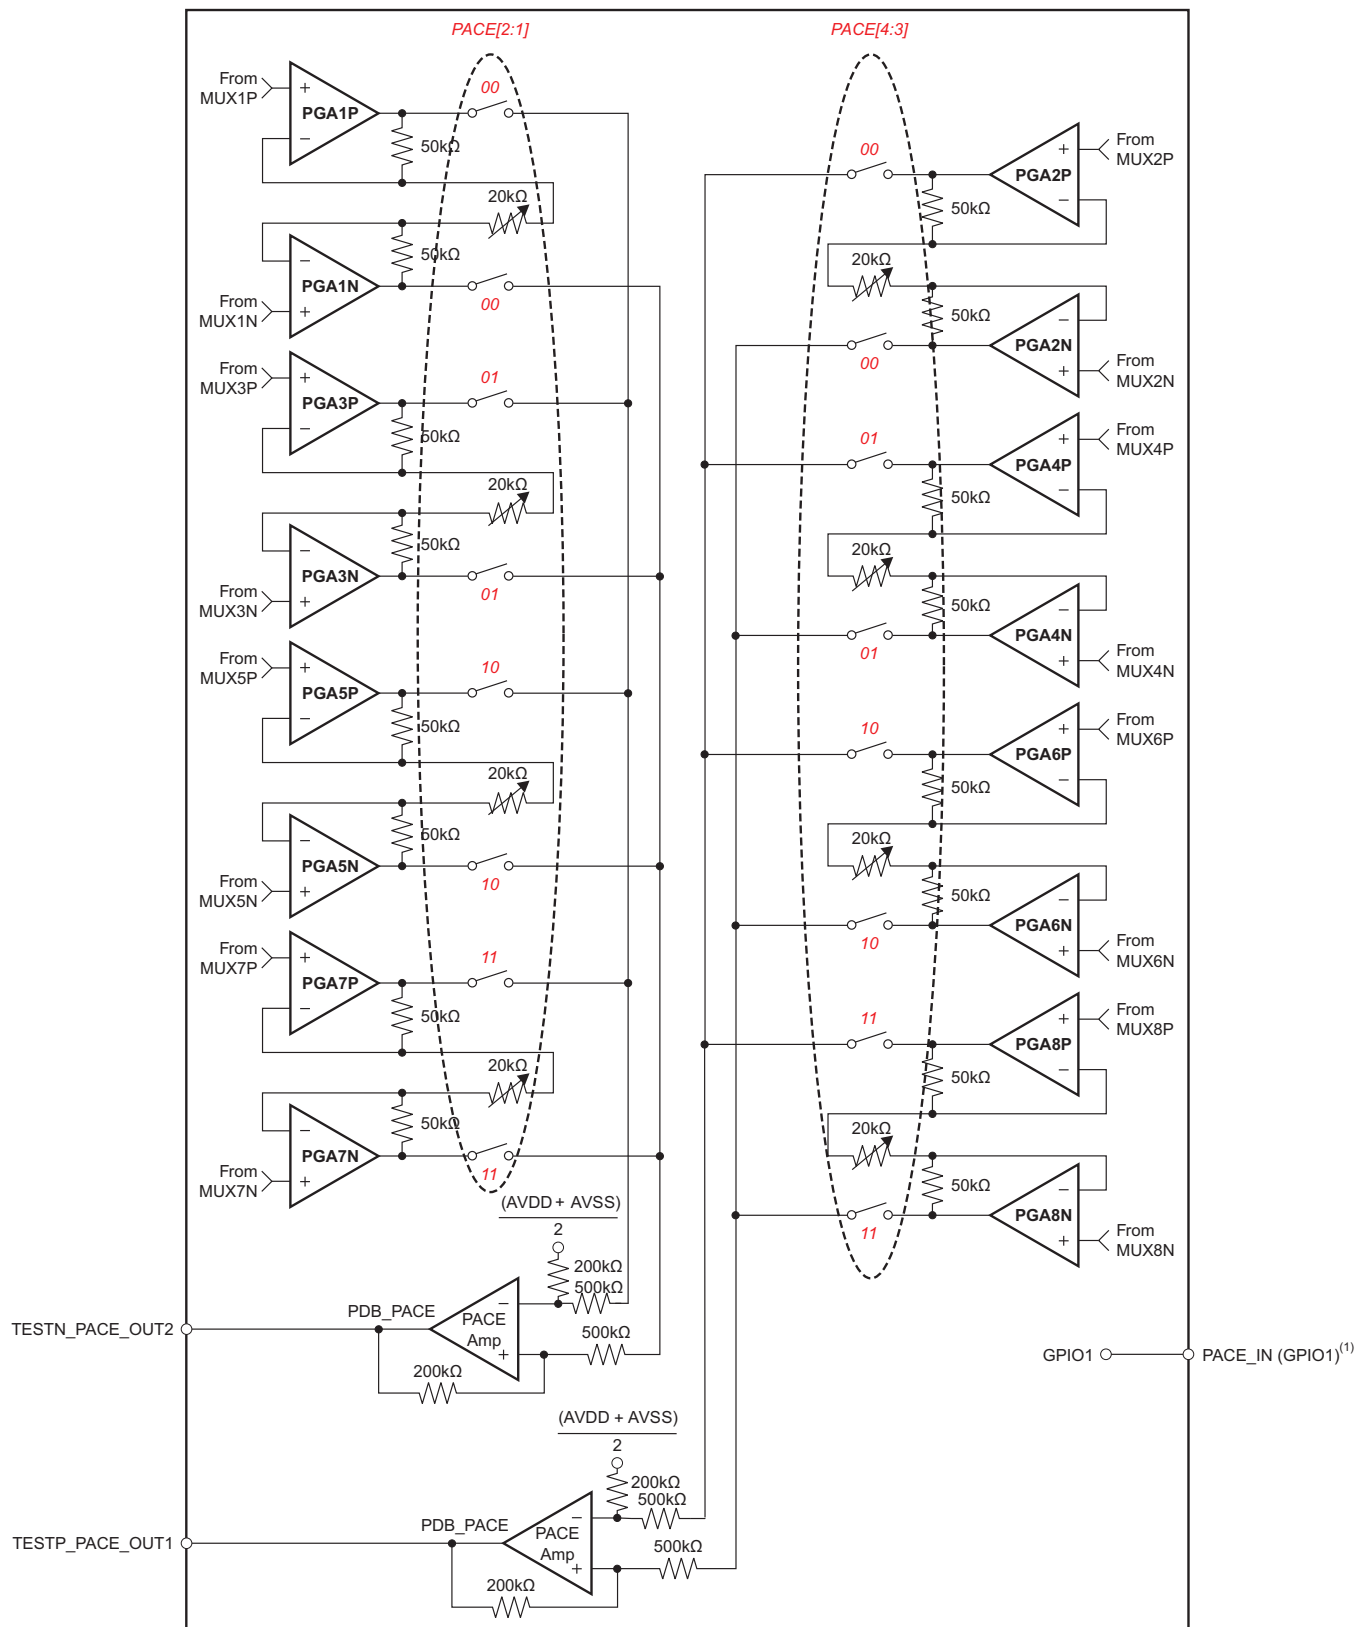 PACE[2:1]
PACE[4:3]
From
MUX1P
+
PGA1P
−
00
50kΩ
20kΩ
50kΩ
−
PGA1N
+
From
MUX1N
00
From
MUX3P
+
PGA3P
−
01
50kΩ
20kΩ
50kΩ
−
PGA3N
+
From
MUX3N
01
From
MUX5P
+
PGA5P
−
10
50kΩ
20kΩ
50kΩ
−
PGA5N
+
From
MUX5N
10
From
MUX7P
+
PGA7P
−
11
50kΩ
20kΩ
50kΩ
−
PGA7N
+
From
MUX7N
11
00
+
PGA2P
−
From
MUX2P
50kΩ
20kΩ
50kΩ
−
PGA2N
+
From
MUX2N
00
01
+
PGA4P
−
From
MUX4P
50kΩ
20kΩ
50kΩ
−
PGA4N
+
From
MUX4N
01
10
+
PGA6P
−
From
MUX6P
50kΩ
20kΩ
50kΩ
−
PGA6N
+
From
MUX6N
10
11
+
PGA8P
−
From
MUX8P
50kΩ
20kΩ
50kΩ
−
PGA8N
+
From
MUX8N
11
(AVDD + AVSS)
2
200kΩ
500kΩ
TESTN_PACE_OUT2
PDB_PACE
−
PACE
Amp
+
500kΩ
200kΩ
GPIO1
PACE_IN (GPIO1)(1)
(AVDD + AVSS)
2
200kΩ
500kΩ
TESTP_PACE_OUT1
PDB_PACE
−
PACE
Amp
+
500kΩ
200kΩ